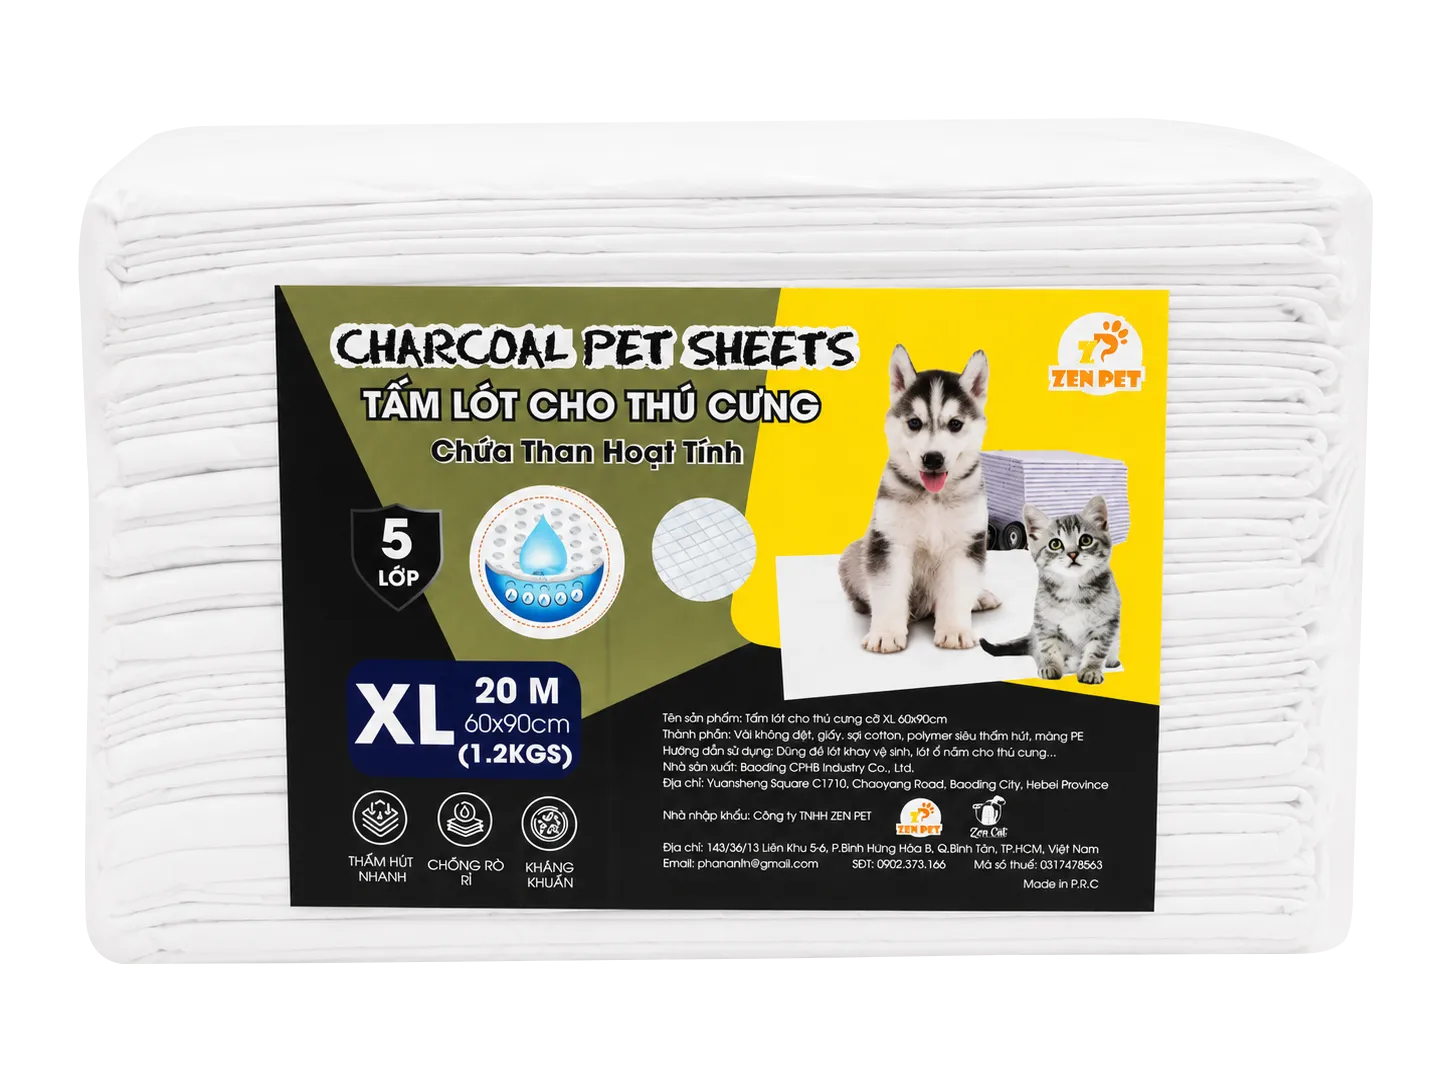 CHARCOAL PET SHEETS
TẤM LÓT CHO THÚ CƯNG
Chứa Than Hoạt Tính
ZEN PET
5
LỚP
XL
20 M
60x90cm
(1.2KGS)
THẤM HÚT
NHANH
CHỐNG RÒ
RỈ
KHÁNG
KHUẨN
Tên sản phẩm: Tấm lót cho thú cưng cỡ XL 60x90cm
Thành phần: Vải không dệt, giấy, sợi cotton, polymer siêu thấm hút, màng PE
Hướng dẫn sử dụng: Dùng để lót khay vệ sinh, lót ổ nằm cho thú cưng...
Nhà sản xuất: Baoding CPHB Industry Co., Ltd.
Địa chỉ: Yuansheng Square C1710, Chaoyang Road, Baoding City, Hebei Province
Nhà nhập khẩu: Công ty TNHH ZEN PET
ZEN PET
Zen Cat
Địa chỉ: 143/36/13 Liên Khu 5-6, P.Bình Hưng Hòa B, Q.Bình Tân, TP.HCM, Việt Nam
Email: phananh@gmail.com SĐT: 0902.373.166 Mã số thuế: 0317478563
Made in P.R.C